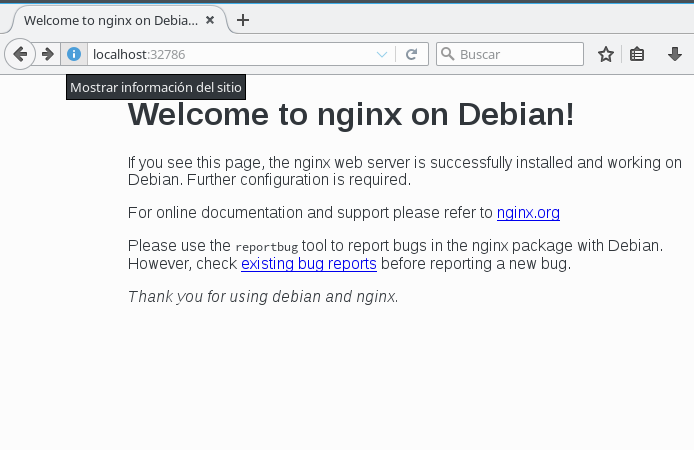 Welcome to nginx on Debia...
localhost:32786
Buscar
Mostrar información del sitio
Welcome to nginx on Debian!
If you see this page, the nginx web server is successfully installed and working on
Debian. Further configuration is required.
For online documentation and support please refer to nginx.org
Please use the reportbug tool to report bugs in the nginx package with Debian.
However, check existing bug reports before reporting a new bug.
Thank you for using debian and nginx.